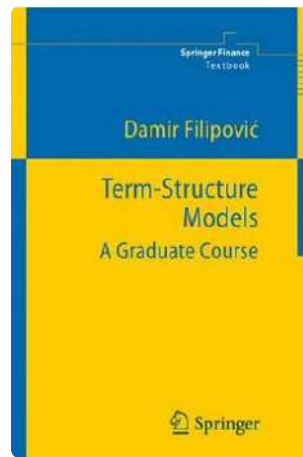 Springer Finance
Textbook
Damir Filipović
Term-Structure
Models
A Graduate Course
Springer